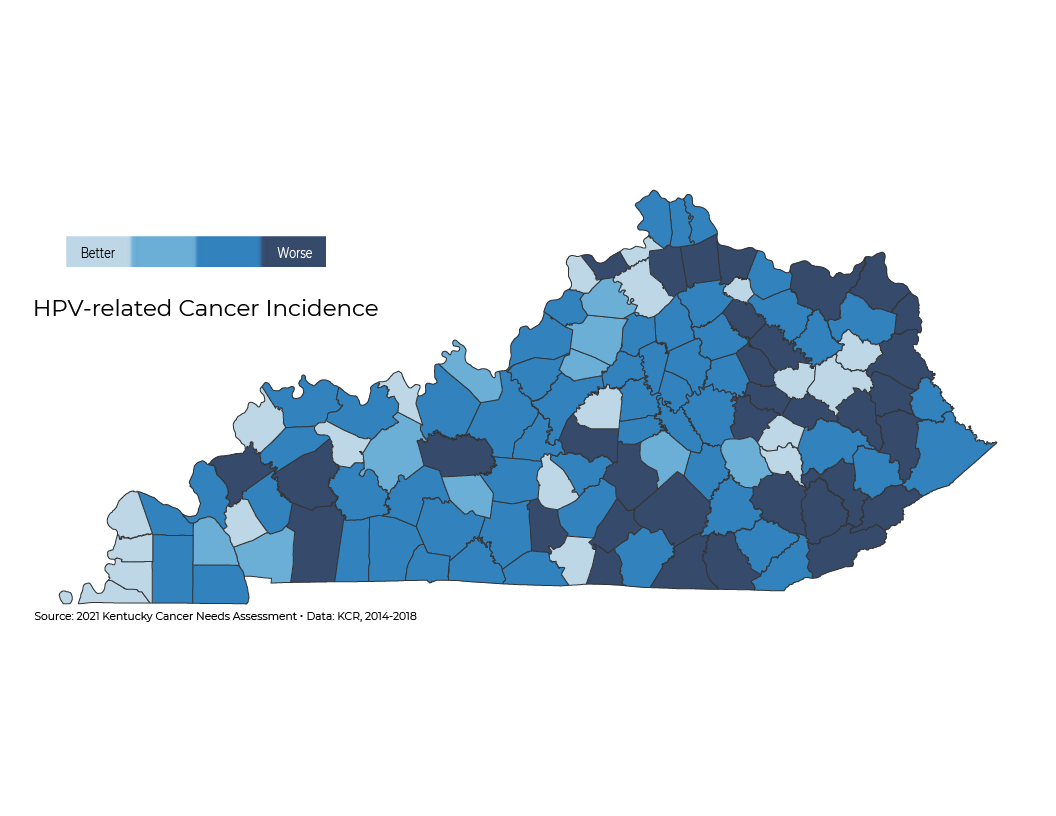 Better Worse
HPV-related Cancer Incidence
Source: 2021 Kentucky Cancer Needs Assessment • Data: KCR, 2014-2018